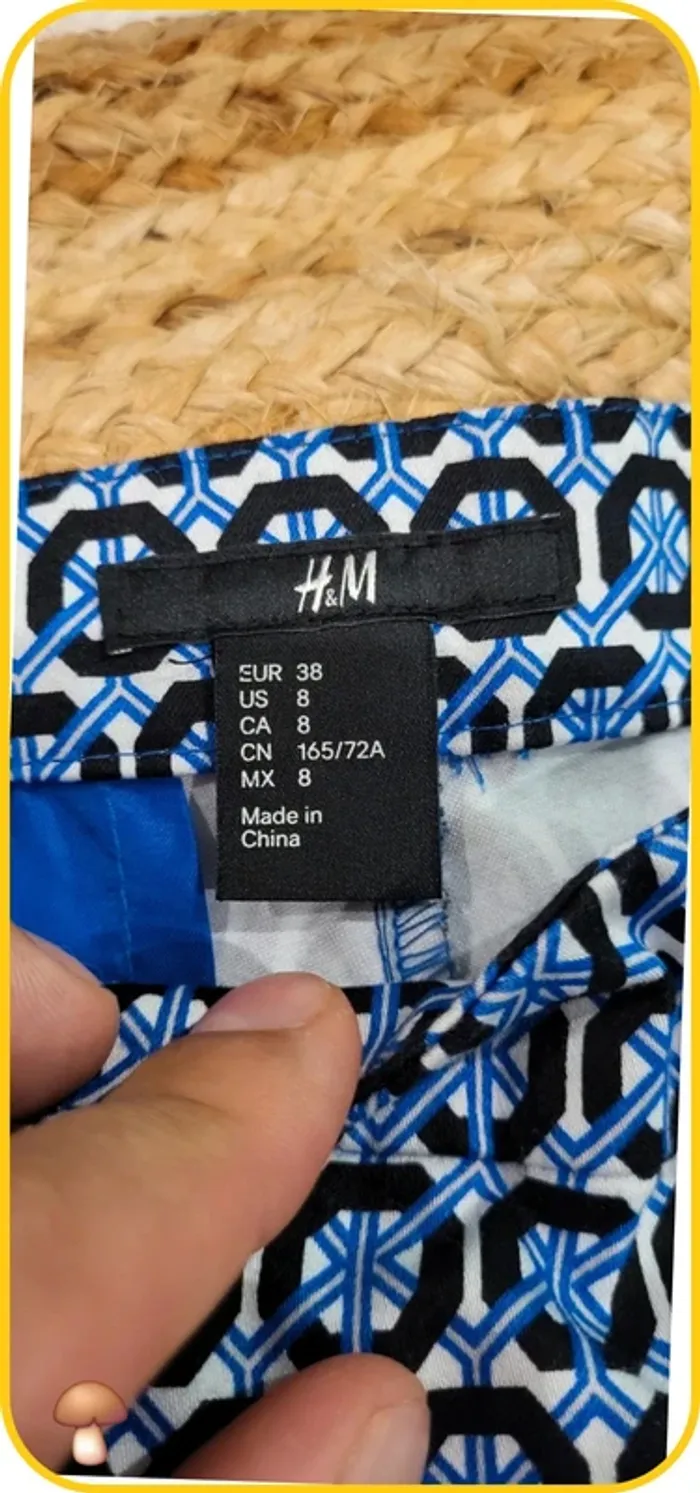 H&M
EUR 38
US 8
CA 8
CN 165/72A
MX 8
Made in
China